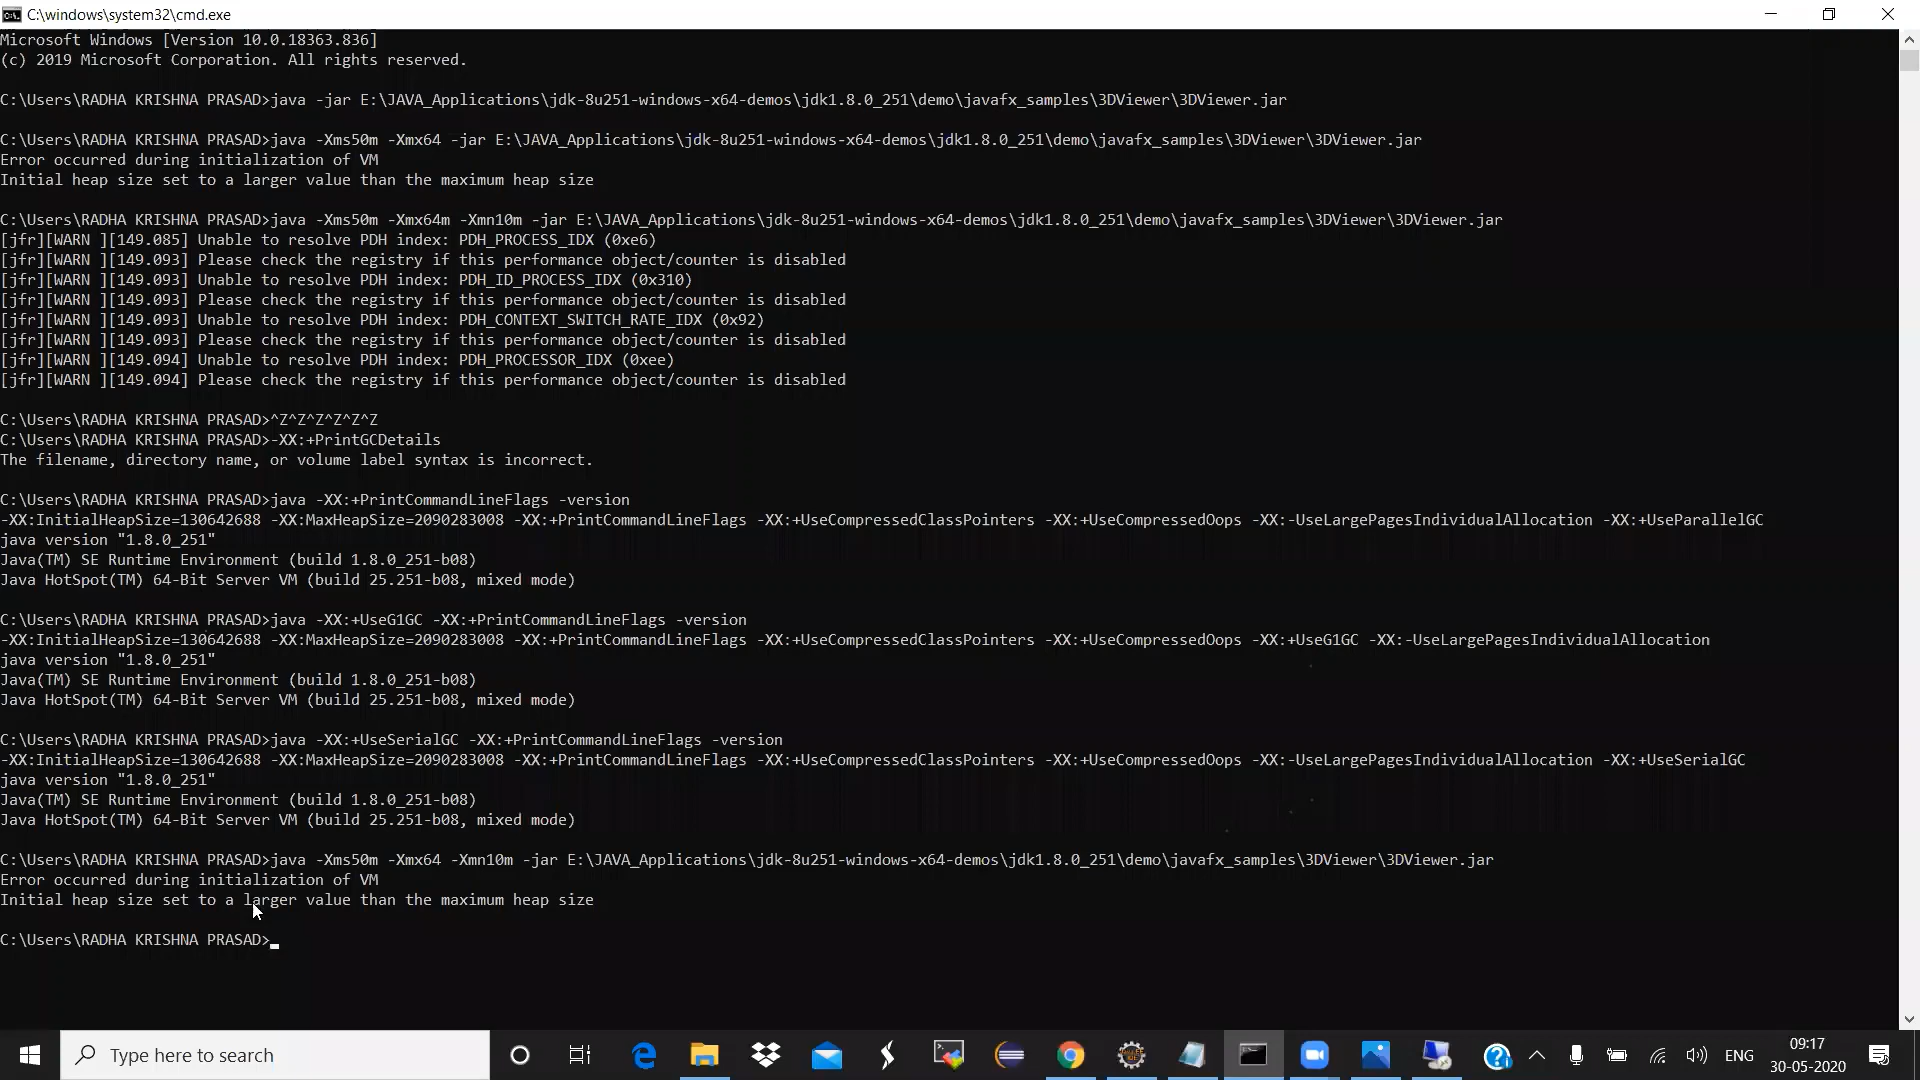 C:\windows\system32\cmd.exe
Microsoft Windows [Version 10.0.18363.836]
(c) 2019 Microsoft Corporation. All rights reserved.
C:\Users\RADHA KRISHNA PRASAD>java -jar E:\JAVA_Applications\jdk-8u251-windows-x64-demos\jdk1.8.0_251\demo\javafx_samples\3DViewer\3DViewer.jar
C:\Users\RADHA KRISHNA PRASAD>java -Xms50m -Xmx64 -jar E:\JAVA_Applications\jdk-8u251-windows-x64-demos\jdk1.8.0_251\demo\javafx_samples\3DViewer\3DViewer.jar
Error occurred during initialization of VM
Initial heap size set to a larger value than the maximum heap size
C:\Users\RADHA KRISHNA PRASAD>java -Xms50m -Xmx64m -Xmn10m -jar E:\JAVA_Applications\jdk-8u251-windows-x64-demos\jdk1.8.0_251\demo\javafx_samples\3DViewer\3DViewer.jar
[jfr][WARN ][149.085] Unable to resolve PDH index: PDH_PROCESS_IDX (0xe6)
[jfr][WARN ][149.093] Please check the registry if this performance object/counter is disabled
[jfr][WARN ][149.093] Unable to resolve PDH index: PDH_ID_PROCESS_IDX (0x310)
[jfr][WARN ][149.093] Please check the registry if this performance object/counter is disabled
[jfr][WARN ][149.093] Unable to resolve PDH index: PDH_CONTEXT_SWITCH_RATE_IDX (0x92)
[jfr][WARN ][149.093] Please check the registry if this performance object/counter is disabled
[jfr][WARN ][149.094] Unable to resolve PDH index: PDH_PROCESSOR_IDX (0xee)
[jfr][WARN ][149.094] Please check the registry if this performance object/counter is disabled
C:\Users\RADHA KRISHNA PRASAD>^Z^Z^Z^Z^Z^Z
C:\Users\RADHA KRISHNA PRASAD>-XX:+PrintGCDetails
The filename, directory name, or volume label syntax is incorrect.
C:\Users\RADHA KRISHNA PRASAD>java -XX:+PrintCommandLineFlags -version
-XX:InitialHeapSize=130642688 -XX:MaxHeapSize=2090283008 -XX:+PrintCommandLineFlags -XX:+UseCompressedClassPointers -XX:+UseCompressedOops -XX:-UseLargePagesIndividualAllocation -XX:+UseParallelGC
java version "1.8.0_251"
Java(TM) SE Runtime Environment (build 1.8.0_251-b08)
Java HotSpot(TM) 64-Bit Server VM (build 25.251-b08, mixed mode)
C:\Users\RADHA KRISHNA PRASAD>java -XX:+UseG1GC -XX:+PrintCommandLineFlags -version
-XX:InitialHeapSize=130642688 -XX:MaxHeapSize=2090283008 -XX:+PrintCommandLineFlags -XX:+UseCompressedClassPointers -XX:+UseCompressedOops -XX:+UseG1GC -XX:-UseLargePagesIndividualAllocation
java version "1.8.0_251"
Java(TM) SE Runtime Environment (build 1.8.0_251-b08)
Java HotSpot(TM) 64-Bit Server VM (build 25.251-b08, mixed mode)
C:\Users\RADHA KRISHNA PRASAD>java -XX:+UseSerialGC -XX:+PrintCommandLineFlags -version
-XX:InitialHeapSize=130642688 -XX:MaxHeapSize=2090283008 -XX:+PrintCommandLineFlags -XX:+UseCompressedClassPointers -XX:+UseCompressedOops -XX:-UseLargePagesIndividualAllocation -XX:+UseSerialGC
java version "1.8.0_251"
Java(TM) SE Runtime Environment (build 1.8.0_251-b08)
Java HotSpot(TM) 64-Bit Server VM (build 25.251-b08, mixed mode)
C:\Users\RADHA KRISHNA PRASAD>java -Xms50m -Xmx64 -Xmn10m -jar E:\JAVA_Applications\jdk-8u251-windows-x64-demos\jdk1.8.0_251\demo\javafx_samples\3DViewer\3DViewer.jar
Error occurred during initialization of VM
Initial heap size set to a larger value than the maximum heap size
C:\Users\RADHA KRISHNA PRASAD>
Type here to search
ENG
09:17
30-05-2020